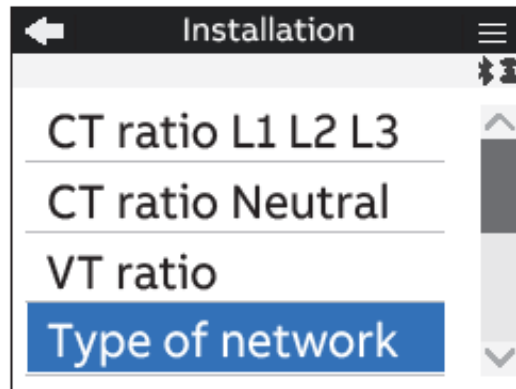 Installation
CT ratio L1 L2 L3
CT ratio Neutral
VT ratio
Type of network